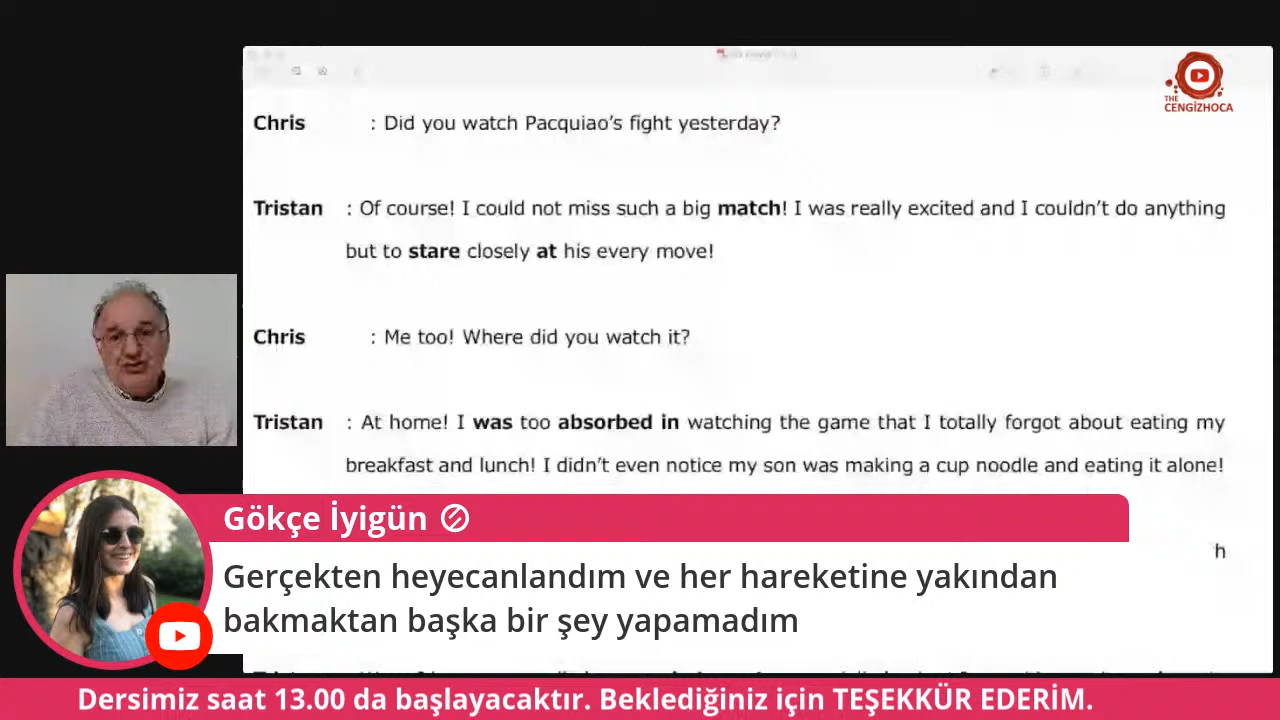 THE
CENGİZHOCA
Chris : Did you watch Pacquiao's fight yesterday?
Tristan : Of course! I could not miss such a big match! I was really excited and I couldn't do anything
but to stare closely at his every move!
Chris : Me too! Where did you watch it?
Tristan : At home! I was too absorbed in watching the game that I totally forgot about eating my
breakfast and lunch! I didn't even notice my son was making a cup noodle and eating it alone!
Gökçe İyigün
h
Gerçekten heyecanlandım ve her hareketine yakından
bakmaktan başka bir şey yapamadım
Dersimiz saat 13.00 da başlayacaktır. Beklediğiniz için TEŞEKKÜR EDERİM.